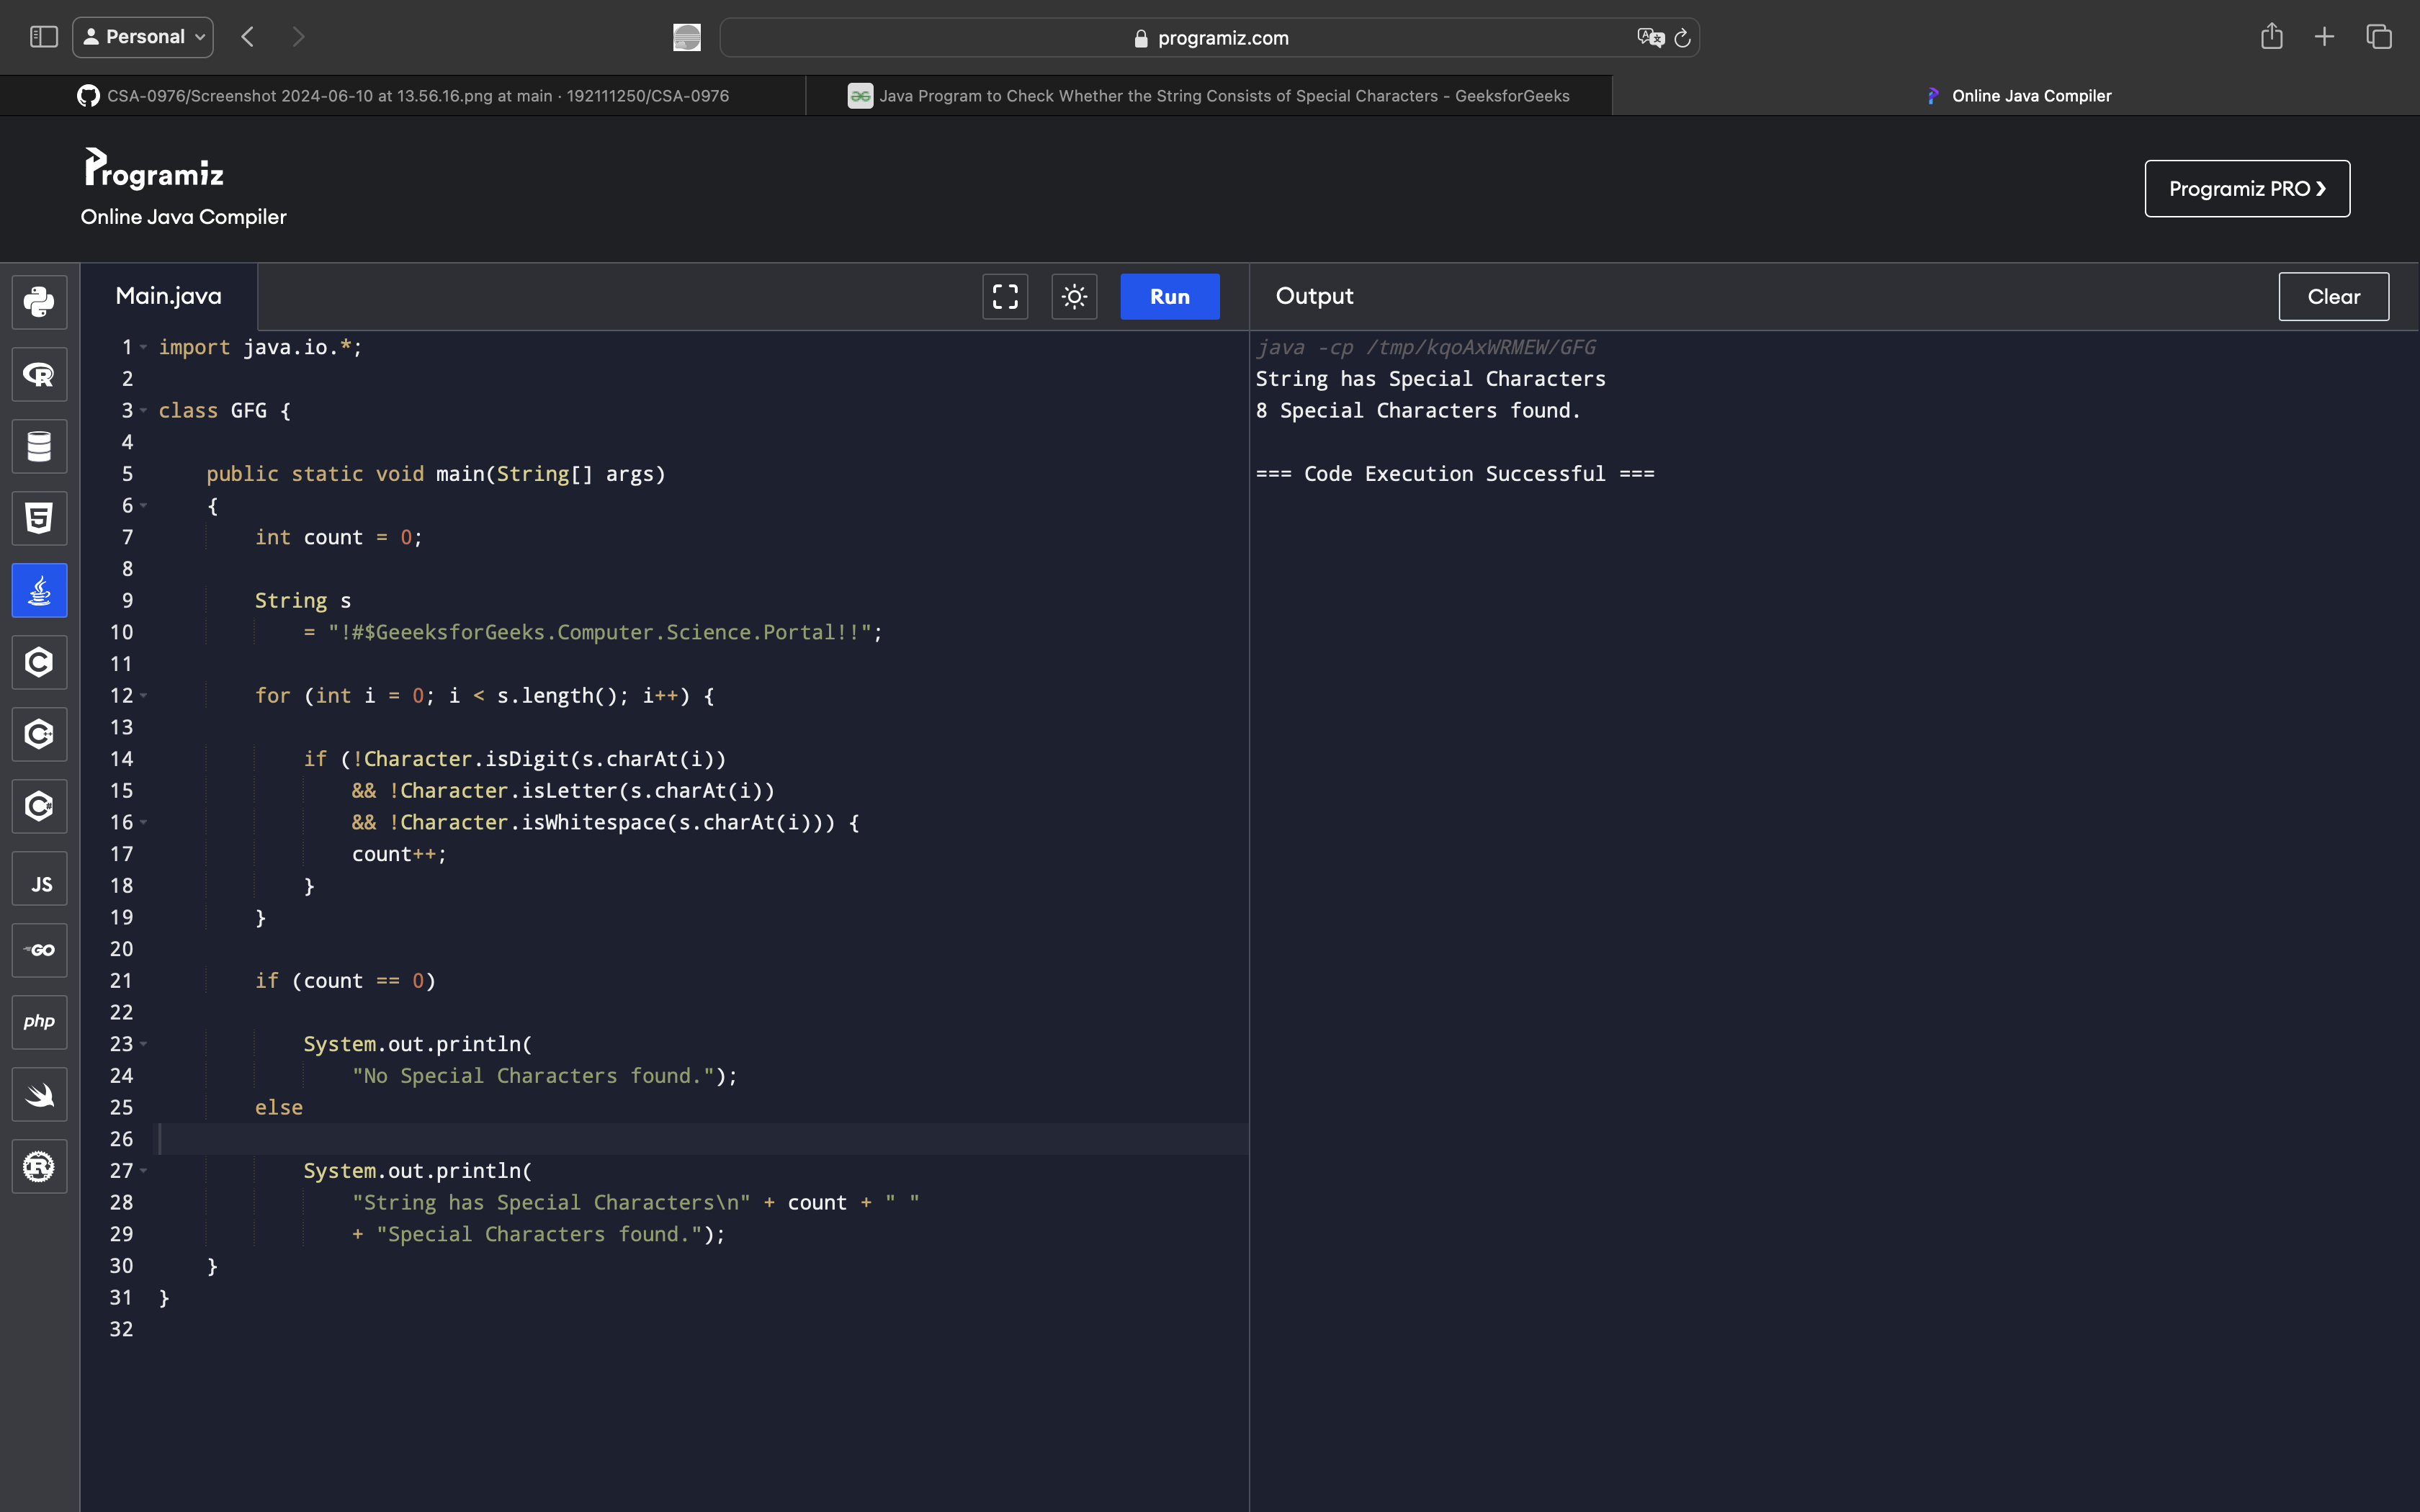 Personal
programiz.com
CSA-0976/Screenshot 2024-06-10 at 13.56.16.png at main · 192111250/CSA-0976
Java Program to Check Whether the String Consists of Special Characters - GeeksforGeeks
Online Java Compiler
Programiz
Online Java Compiler
Programiz PRO ❯
Main.java
Run
Output
Clear
1 import java.io.*;
2
3 class GFG {
4
5     public static void main(String[] args)
6     {
7         int count = 0;
8
9         String s
10             = "!#$GeeeksforGeeks.Computer.Science.Portal!!";
11
12         for (int i = 0; i < s.length(); i++) {
13
14             if (!Character.isDigit(s.charAt(i))
15                 && !Character.isLetter(s.charAt(i))
16                 && !Character.isWhitespace(s.charAt(i))) {
17                 count++;
18             }
19         }
20
21         if (count == 0)
22
23             System.out.println(
24                 "No Special Characters found.");
25         else
26
27             System.out.println(
28                 "String has Special Characters\n" + count + " "
29                 + "Special Characters found.");
30     }
31 }
32
java -cp /tmp/kqoAxWRMEW/GFG
String has Special Characters
8 Special Characters found.
=== Code Execution Successful ===
R
5
C
C++
C#
JS
GO
php
R